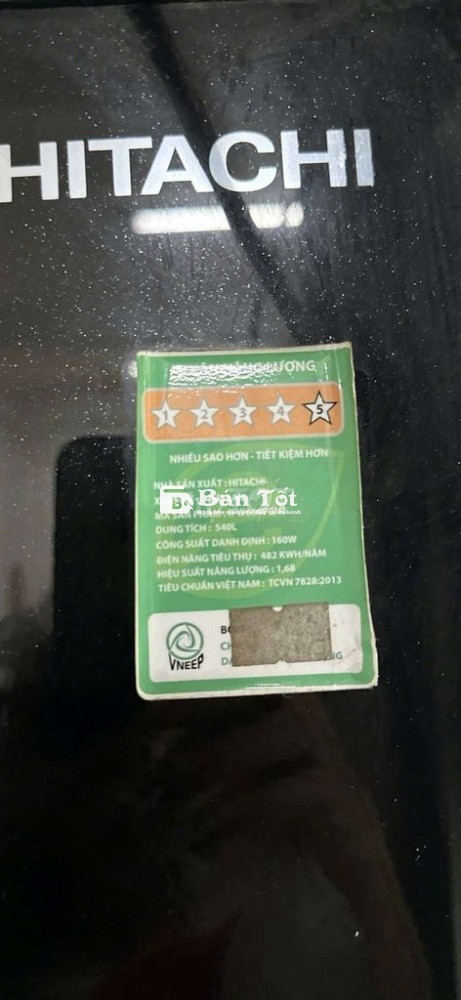 HITACHI
LƯỢNG
1 2 3 4 5
NHIỀU SAO HƠN - TIẾT KIỆM HƠN
NHÀ SẢN XUẤT : HITACHI
Bán Tốt
DUNG TÍCH : 540L
CÔNG SUẤT DANH ĐỊNH : 160W
ĐIỆN NĂNG TIÊU THỤ : 482 KWH/NĂM
HIỆU SUẤT NĂNG LƯỢNG : 1,68
TIÊU CHUẨN VIỆT NAM : TCVN 7828:2013
VNEEP